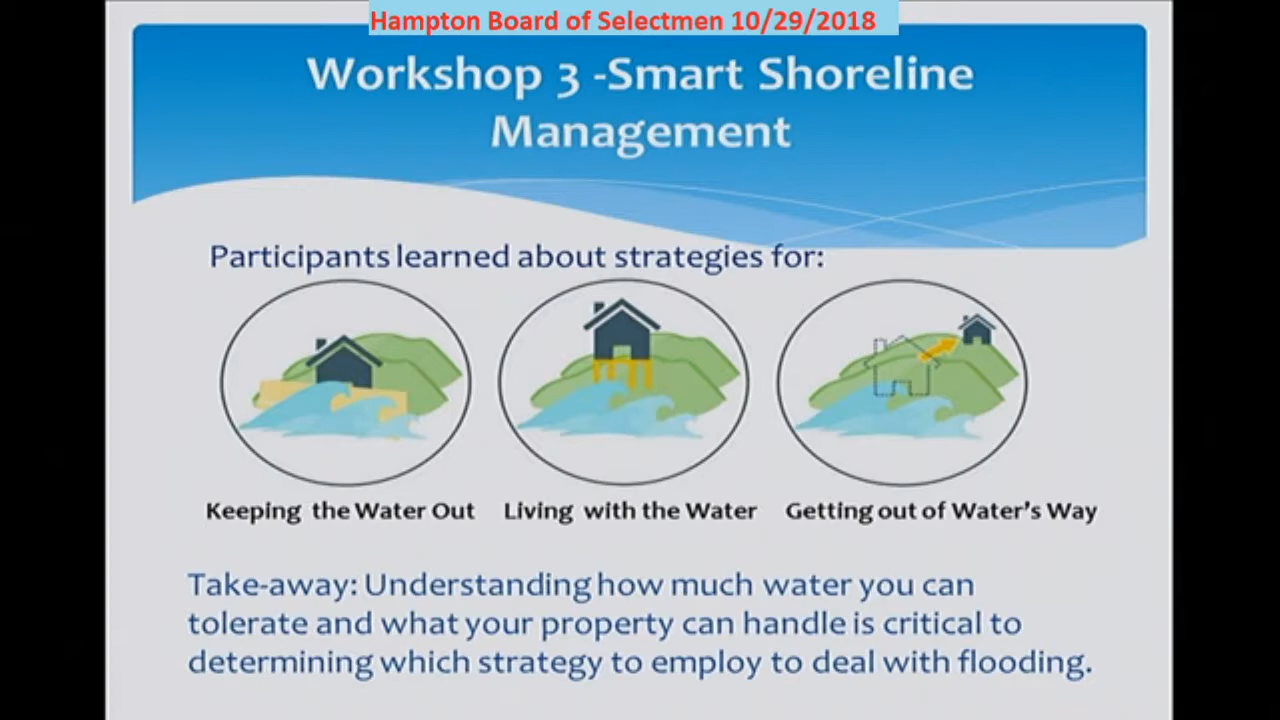 Hampton Board of Selectmen 10/29/2018
Workshop 3 -Smart Shoreline
Management
Participants learned about strategies for:
Keeping the Water Out
Living with the Water
Getting out of Water's Way
Take-away: Understanding how much water you can
tolerate and what your property can handle is critical to
determining which strategy to employ to deal with flooding.